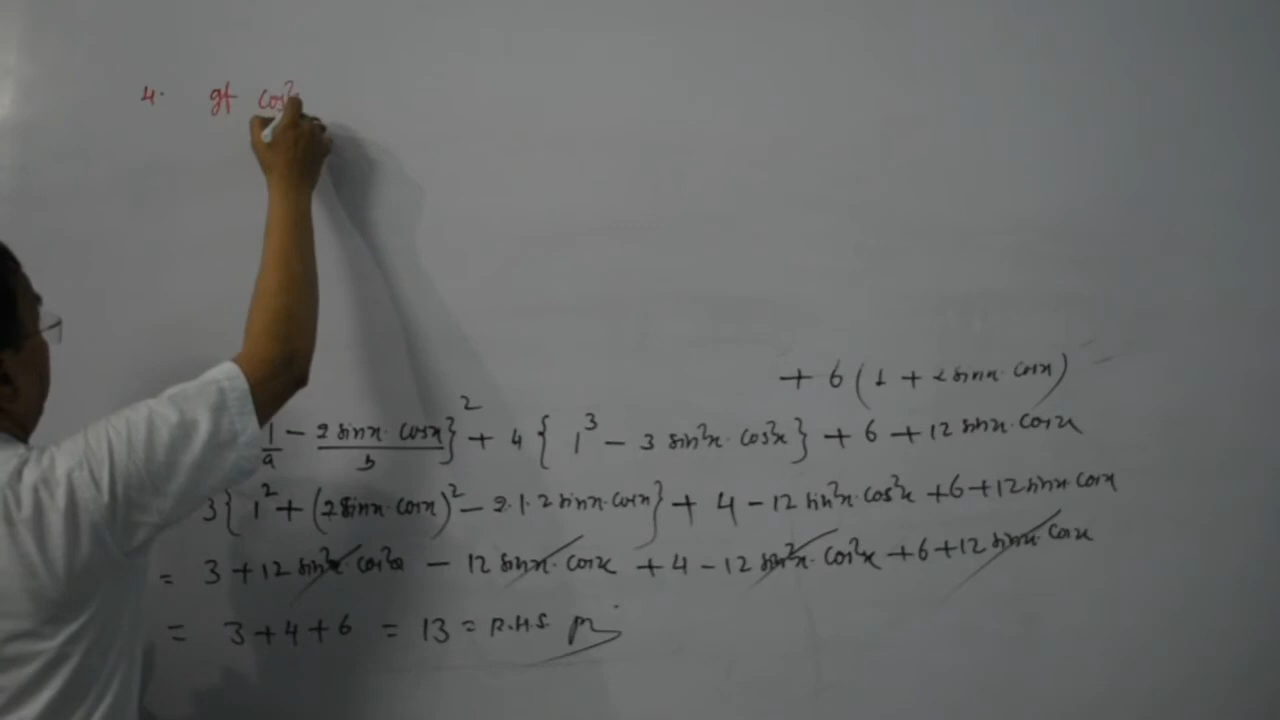 4. If cos²
+ 6 (1 + 2 sinx · cosx)
1/a − 2 sinx · cosx/b}² + 4 {1³ − 3 sin²x · cos²x} + 6 + 12 sinx · cosx
3{1² + (2 sinx · cosx)² − 2·1·2 sinx · cosx} + 4 − 12 sin²x · cos²x + 6 + 12 sinx · cosx
= 3 + 12 sin²x · cos²x − 12 sinx · cosx + 4 − 12 sin²x · cos²x + 6 + 12 sinx · cosx
= 3 + 4 + 6 = 13 = R.H.S